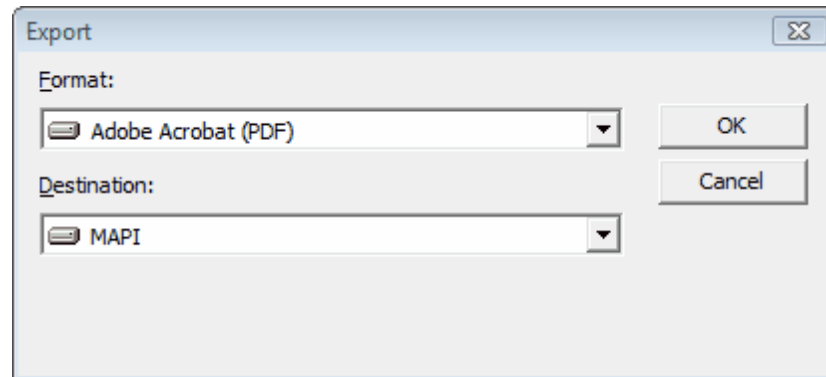 Export
Format:
Adobe Acrobat (PDF)
OK
Destination:
Cancel
MAPI